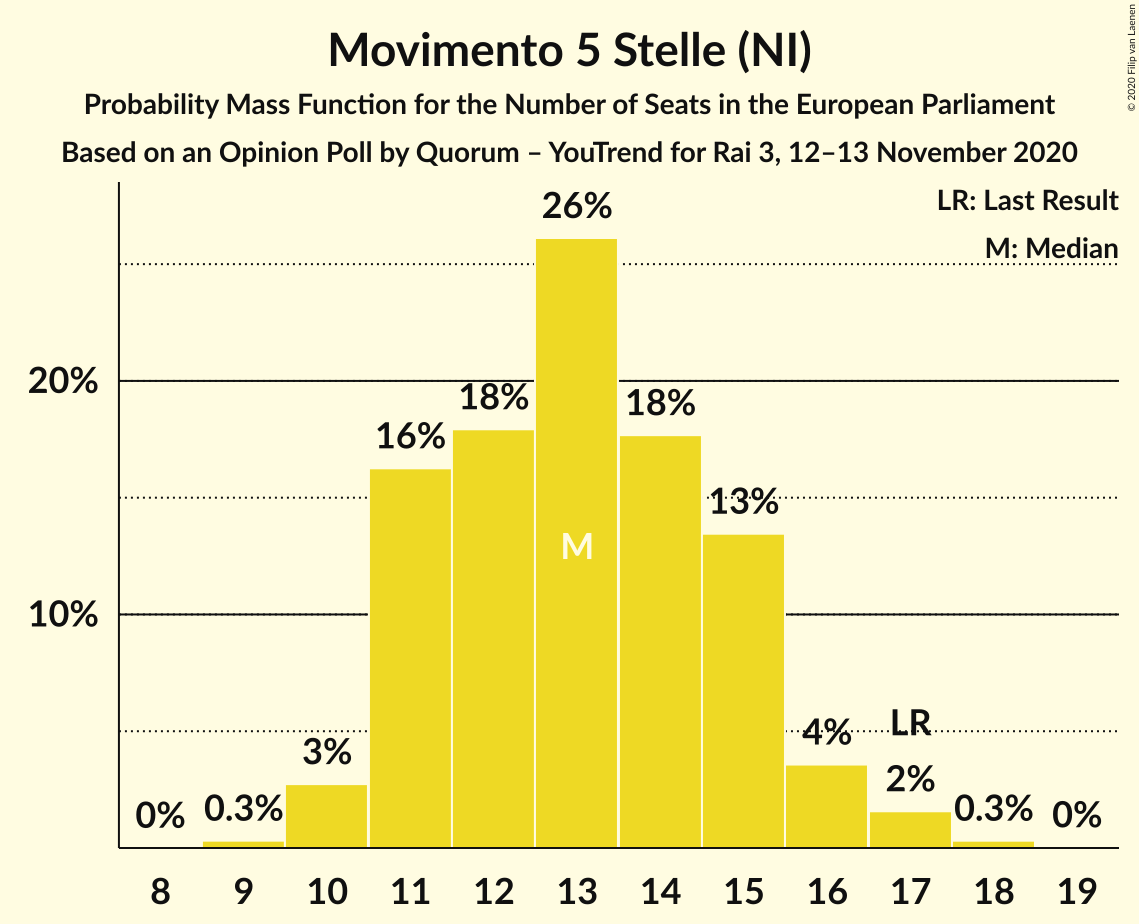 Movimento 5 Stelle (NI)
Probability Mass Function for the Number of Seats in the European Parliament
Based on an Opinion Poll by Quorum – YouTrend for Rai 3, 12–13 November 2020
© 2020 Filip van Laenen
LR: Last Result
M: Median
20%
10%
0%
0.3%
3%
16%
18%
26%
18%
13%
4%
2%
0.3%
0%
M
LR
8 9 10 11 12 13 14 15 16 17 18 19